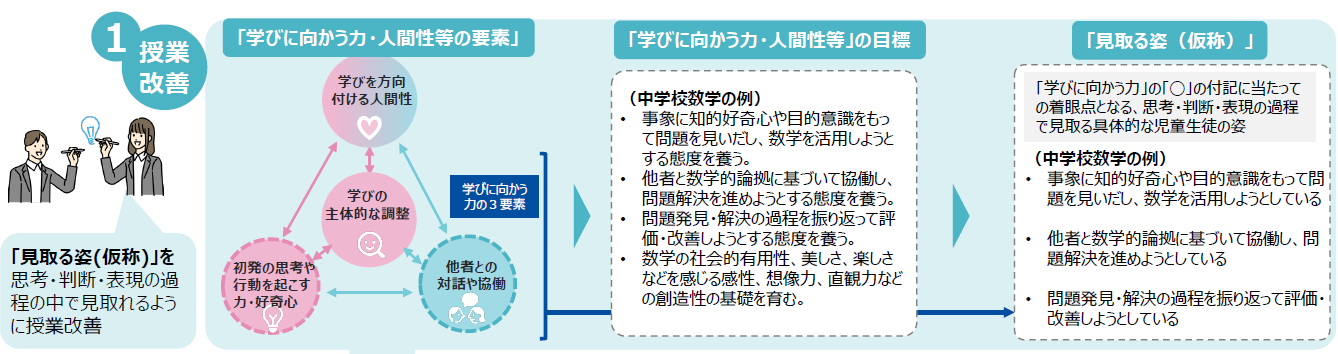 1
授業
改善
「見取る姿(仮称)」を
思考・判断・表現の過
程の中で見取れるよう
に授業改善
「学びに向かう力・人間性等の要素」
学びを方向
付ける人間性
学びの
主体的な調整
初発の思考や
行動を起こす
力・好奇心
他者との
対話や協働
学びに向かう
力の３要素
「学びに向かう力・人間性等」の目標
（中学校数学の例）
• 事象に知的好奇心や目的意識をもっ
て問題を見いだし、数学を活用しようと
する態度を養う。
• 他者と数学的論拠に基づいて協働し、
問題解決を進めようとする態度を養う。
• 問題発見・解決の過程を振り返って評
価・改善しようとする態度を養う。
• 数学の社会的有用性、美しさ、楽しさ
などを感じる感性、想像力、直観力など
の創造性の基礎を育む。
「見取る姿（仮称）」
「学びに向かう力」の「○」の付記に当たって
の着眼点となる、思考・判断・表現の過程
で見取る具体的な児童生徒の姿
（中学校数学の例）
• 事象に知的好奇心や目的意識をもって問
題を見いだし、数学を活用しようとしている
• 他者と数学的論拠に基づいて協働し、問
題解決を進めようとしている
• 問題発見・解決の過程を振り返って評価・
改善しようとしている